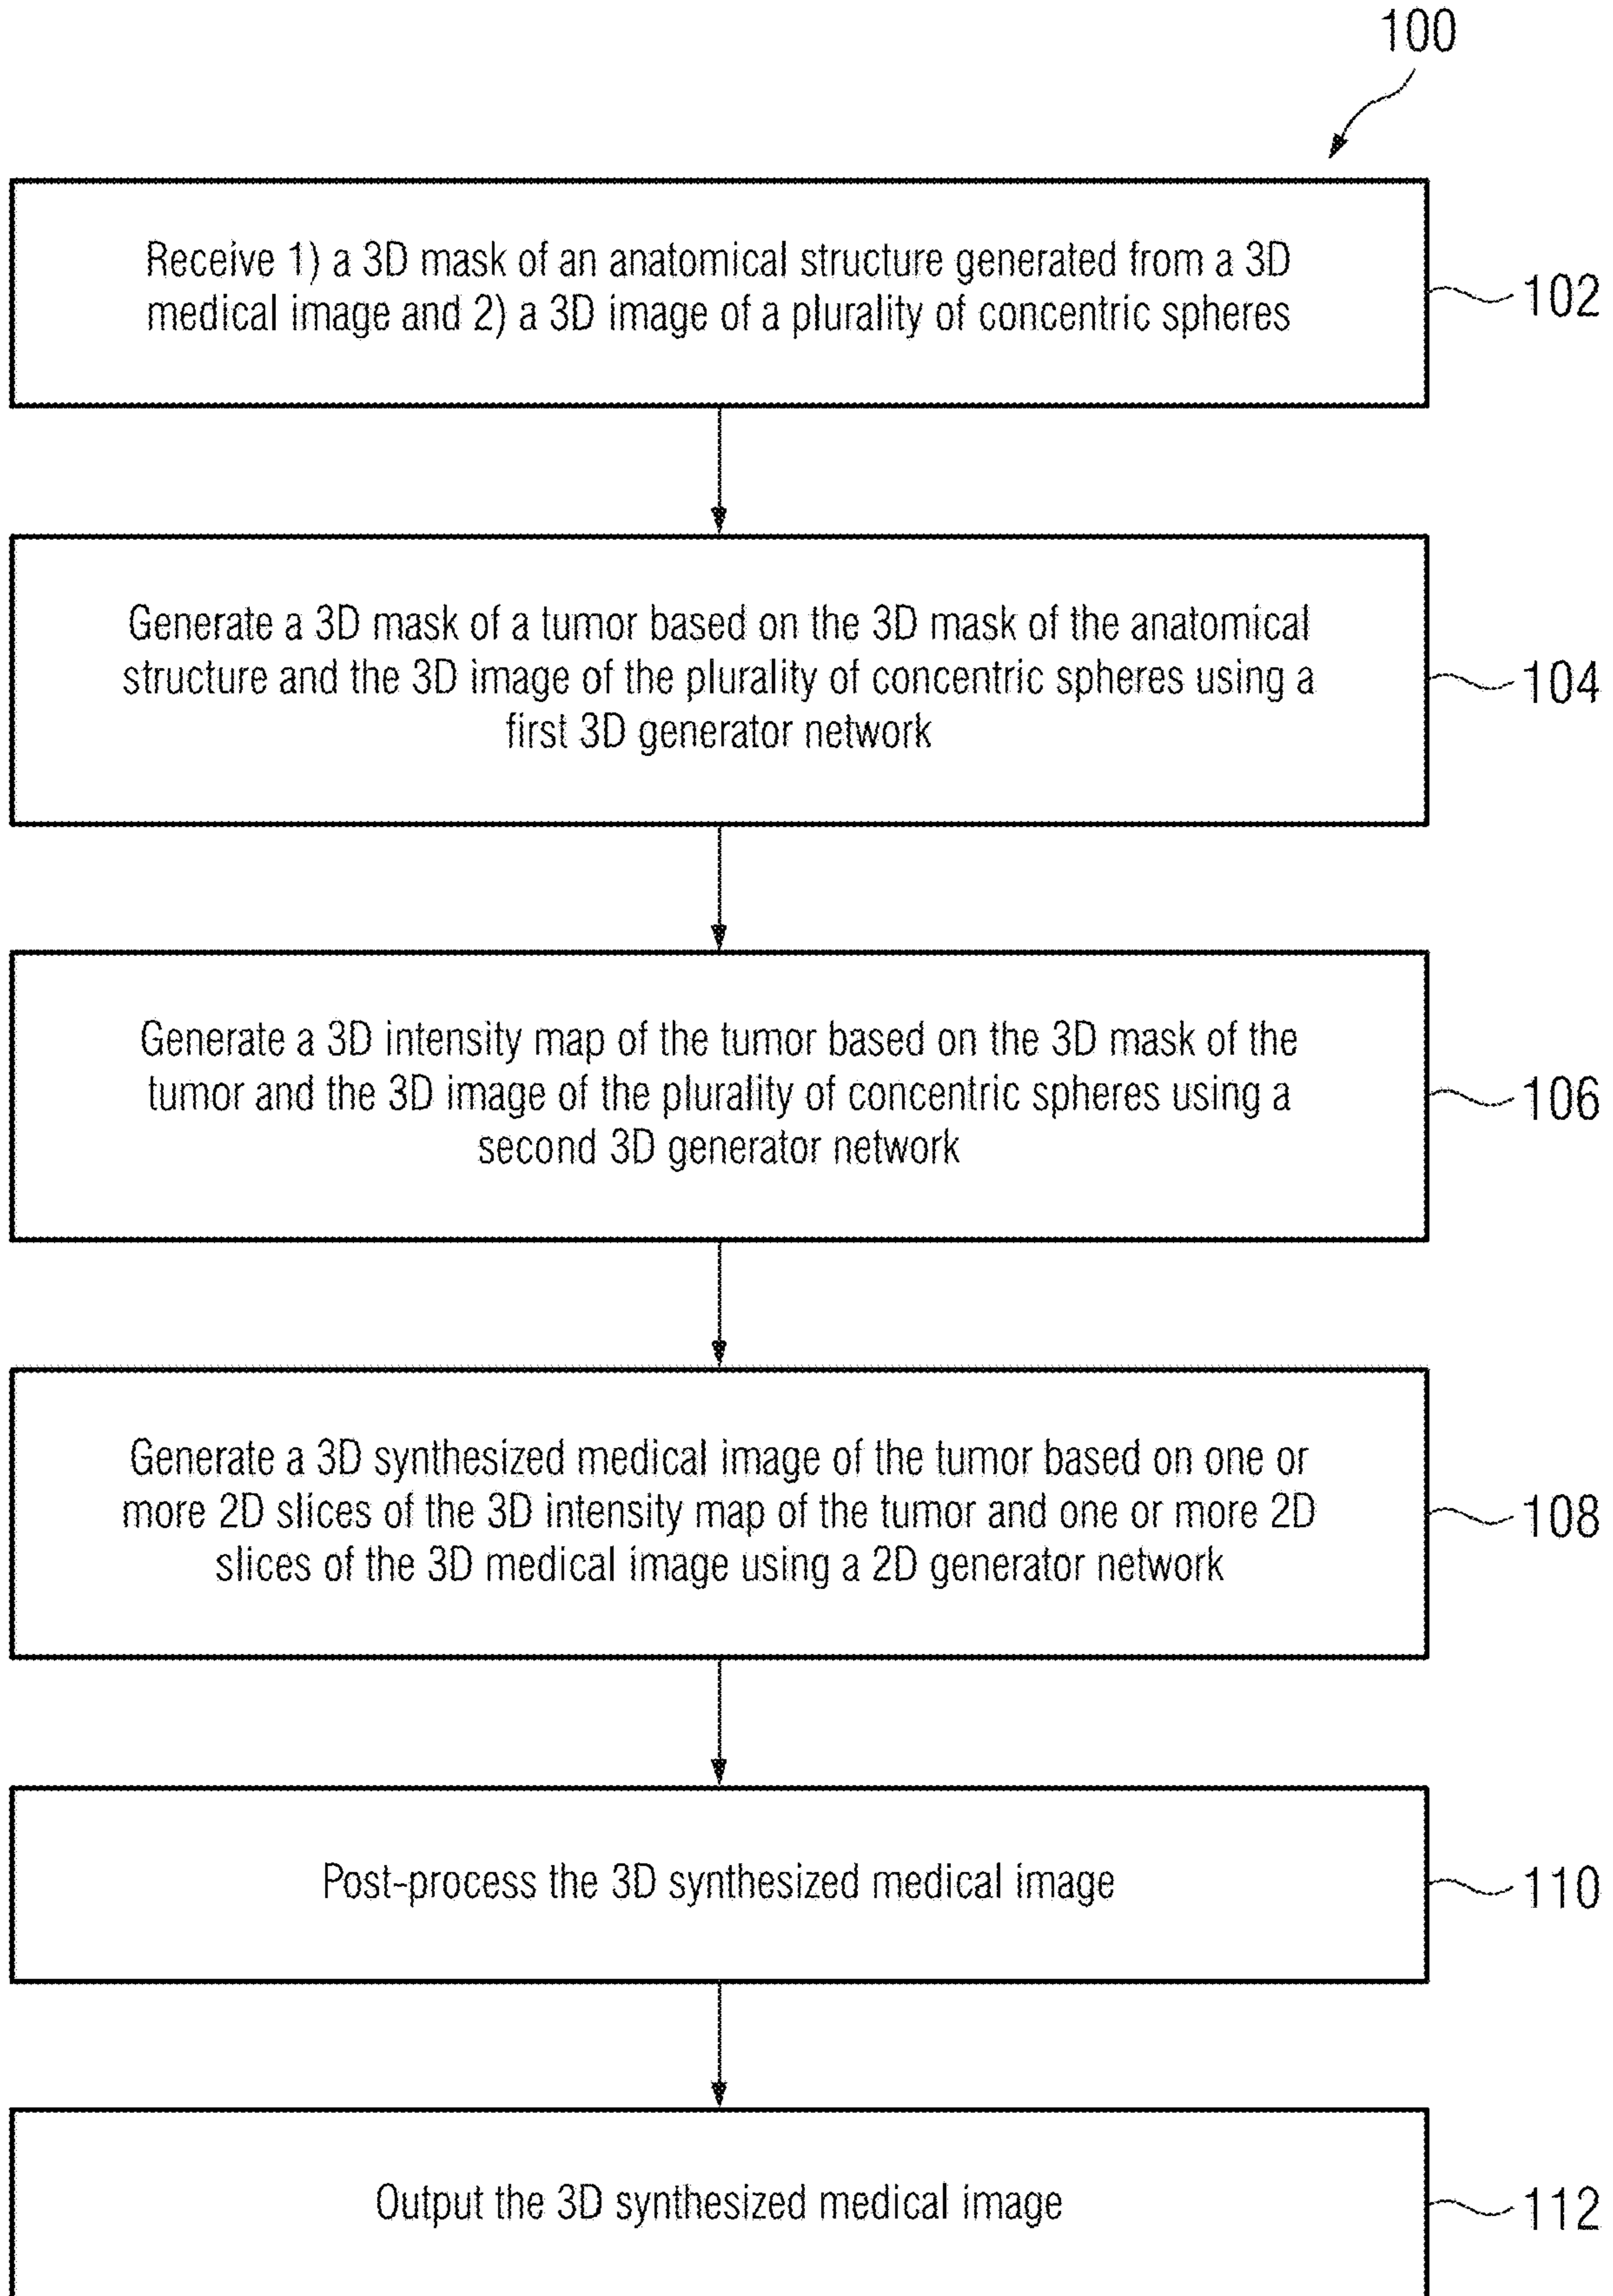 100
Receive 1) a 3D mask of an anatomical structure generated from a 3D
medical image and 2) a 3D image of a plurality of concentric spheres
102
Generate a 3D mask of a tumor based on the 3D mask of the anatomical
structure and the 3D image of the plurality of concentric spheres using a
first 3D generator network
104
Generate a 3D intensity map of the tumor based on the 3D mask of the
tumor and the 3D image of the plurality of concentric spheres using a
second 3D generator network
106
Generate a 3D synthesized medical image of the tumor based on one or
more 2D slices of the 3D intensity map of the tumor and one or more 2D
slices of the 3D medical image using a 2D generator network
108
Post-process the 3D synthesized medical image
110
Output the 3D synthesized medical image
112